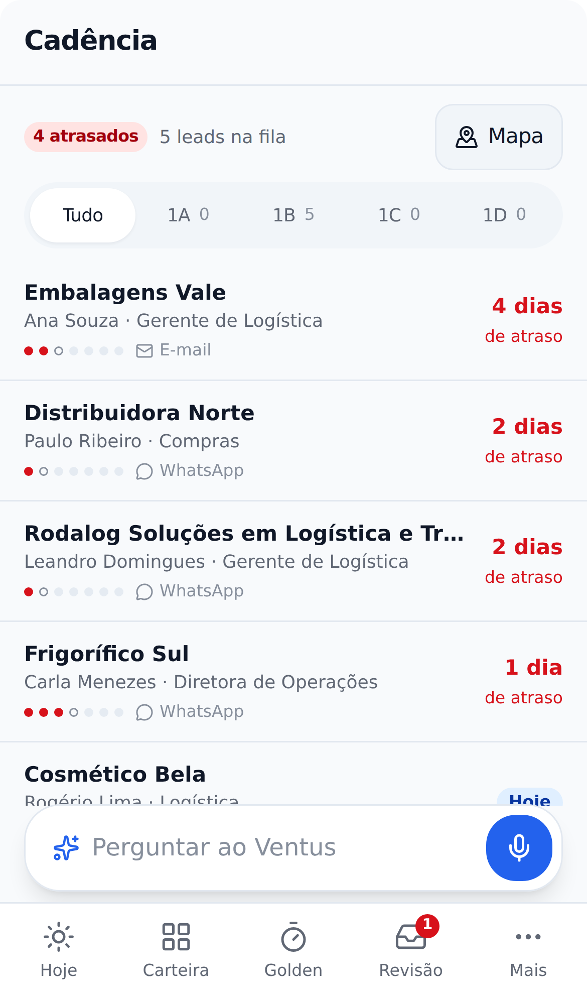 Cadência
4 atrasados 5 leads na fila Mapa
Tudo 1A 0 1B 5 1C 0 1D 0
Embalagens Vale
Ana Souza · Gerente de Logística
E-mail
4 dias
de atraso
Distribuidora Norte
Paulo Ribeiro · Compras
WhatsApp
2 dias
de atraso
Rodalog Soluções em Logística e Tr...
Leandro Domingues · Gerente de Logística
WhatsApp
2 dias
de atraso
Frigorífico Sul
Carla Menezes · Diretora de Operações
WhatsApp
1 dia
de atraso
Cosmético Bela
Rogério Lima · Logística
Hoje
Perguntar ao Ventus
1
Hoje Carteira Golden Revisão Mais